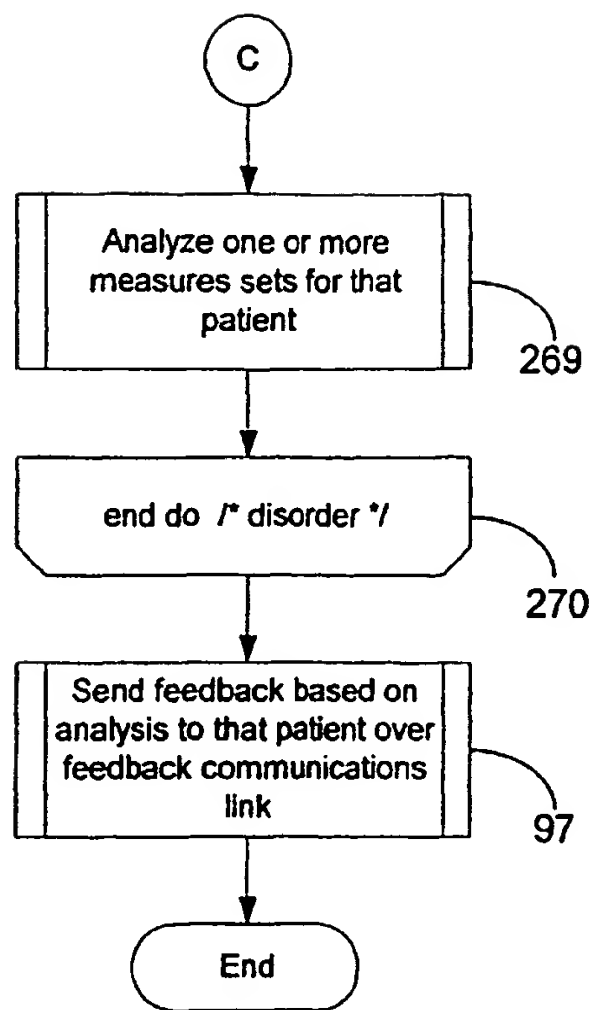 C
Analyze one or more
measures sets for that
patient
269
end do /* disorder */
270
Send feedback based on
analysis to that patient over
feedback communications
link
97
End